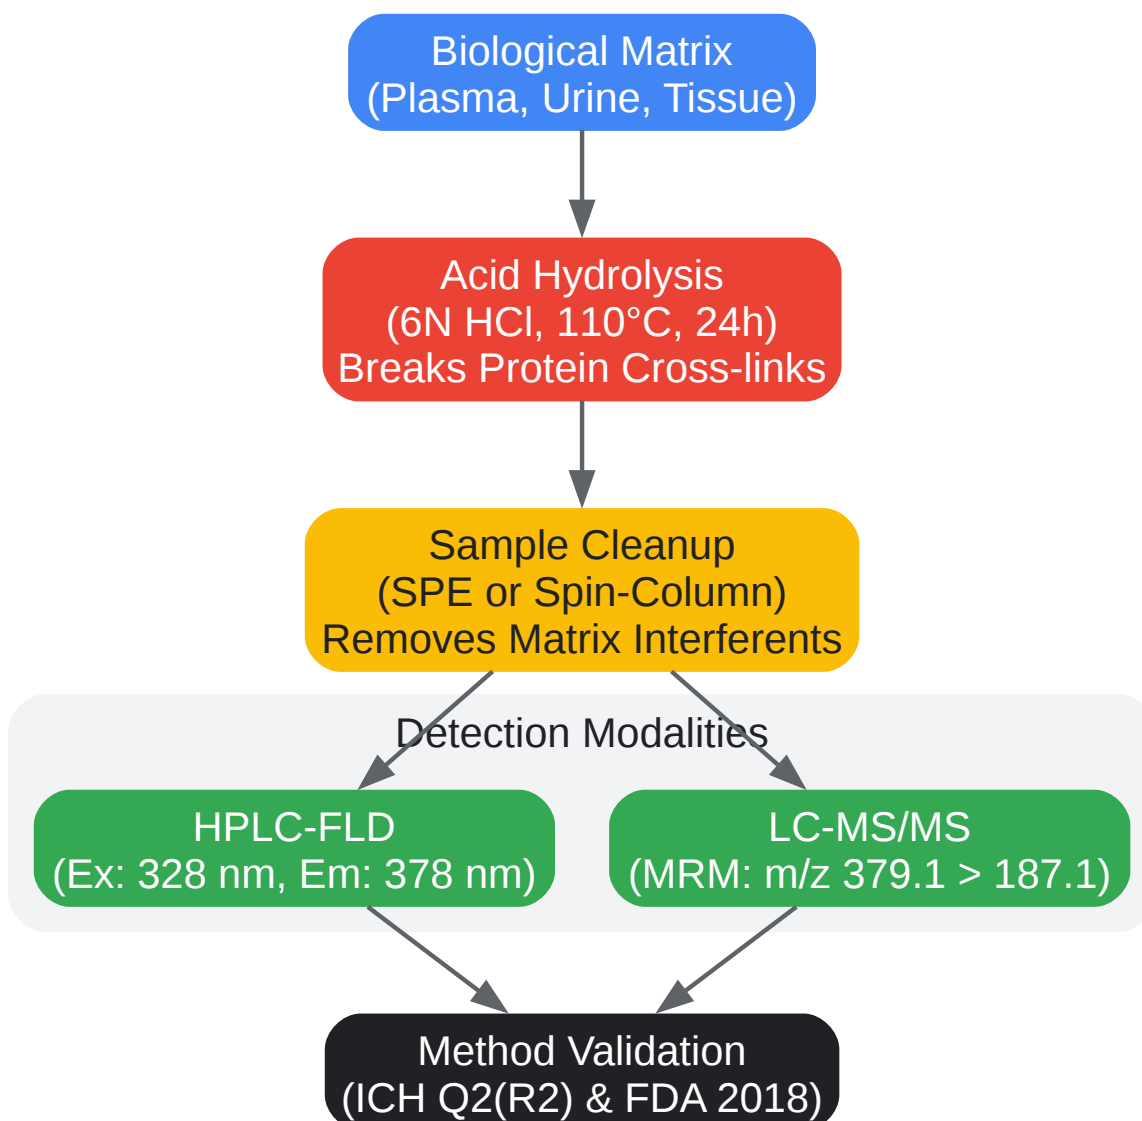 Biological Matrix
(Plasma, Urine, Tissue)
Acid Hydrolysis
(6N HCl, 110°C, 24h)
Breaks Protein Cross-links
Sample Cleanup
(SPE or Spin-Column)
Removes Matrix Interferents
Detection Modalities
HPLC-FLD
(Ex: 328 nm, Em: 378 nm)
LC-MS/MS
(MRM: m/z 379.1 > 187.1)
Method Validation
(ICH Q2(R2) & FDA 2018)